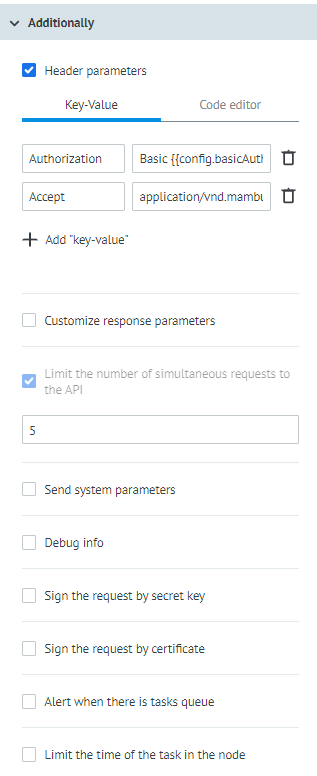 Additionally
Header parameters
Key-Value
Code editor
Authorization
Basic {{config.basicAuth
Accept
application/vnd.mambu
Add "key-value"
Customize response parameters
Limit the number of simultaneous requests to
the API
5
Send system parameters
Debug info
Sign the request by secret key
Sign the request by certificate
Alert when there is tasks queue
Limit the time of the task in the node